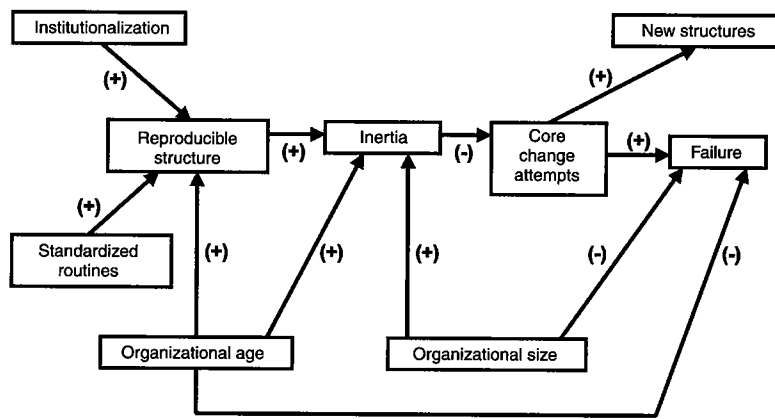 Institutionalization
New structures
(+)
(+)
Reproducible
structure
(+)
Inertia
(-)
Core
change
attempts
(+)
Failure
(+)
Standardized
routines
(+)
(+)
(+)
(-)
(-)
Organizational age
Organizational size